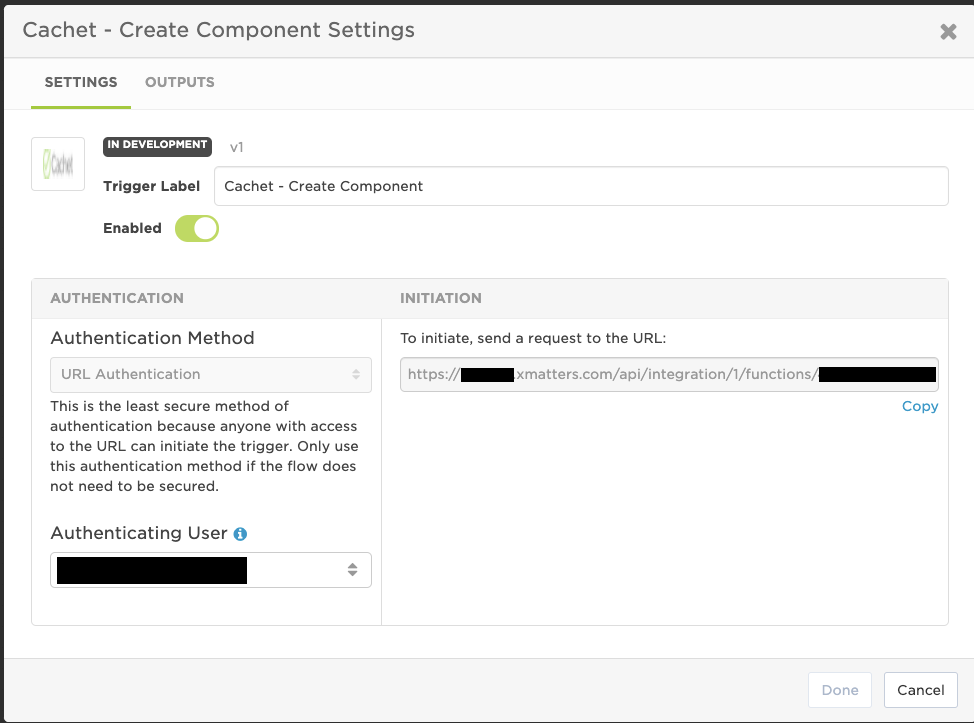 Cachet - Create Component Settings
SETTINGS OUTPUTS
Cachet
IN DEVELOPMENT v1
Trigger Label Cachet - Create Component
Enabled
AUTHENTICATION INITIATION
Authentication Method To initiate, send a request to the URL:
URL Authentication https:// .xmatters.com/api/integration/1/functions/
This is the least secure method of Copy
authentication because anyone with access
to the URL can initiate the trigger. Only use
this authentication method if the flow does
not need to be secured.
Authenticating User
Done Cancel